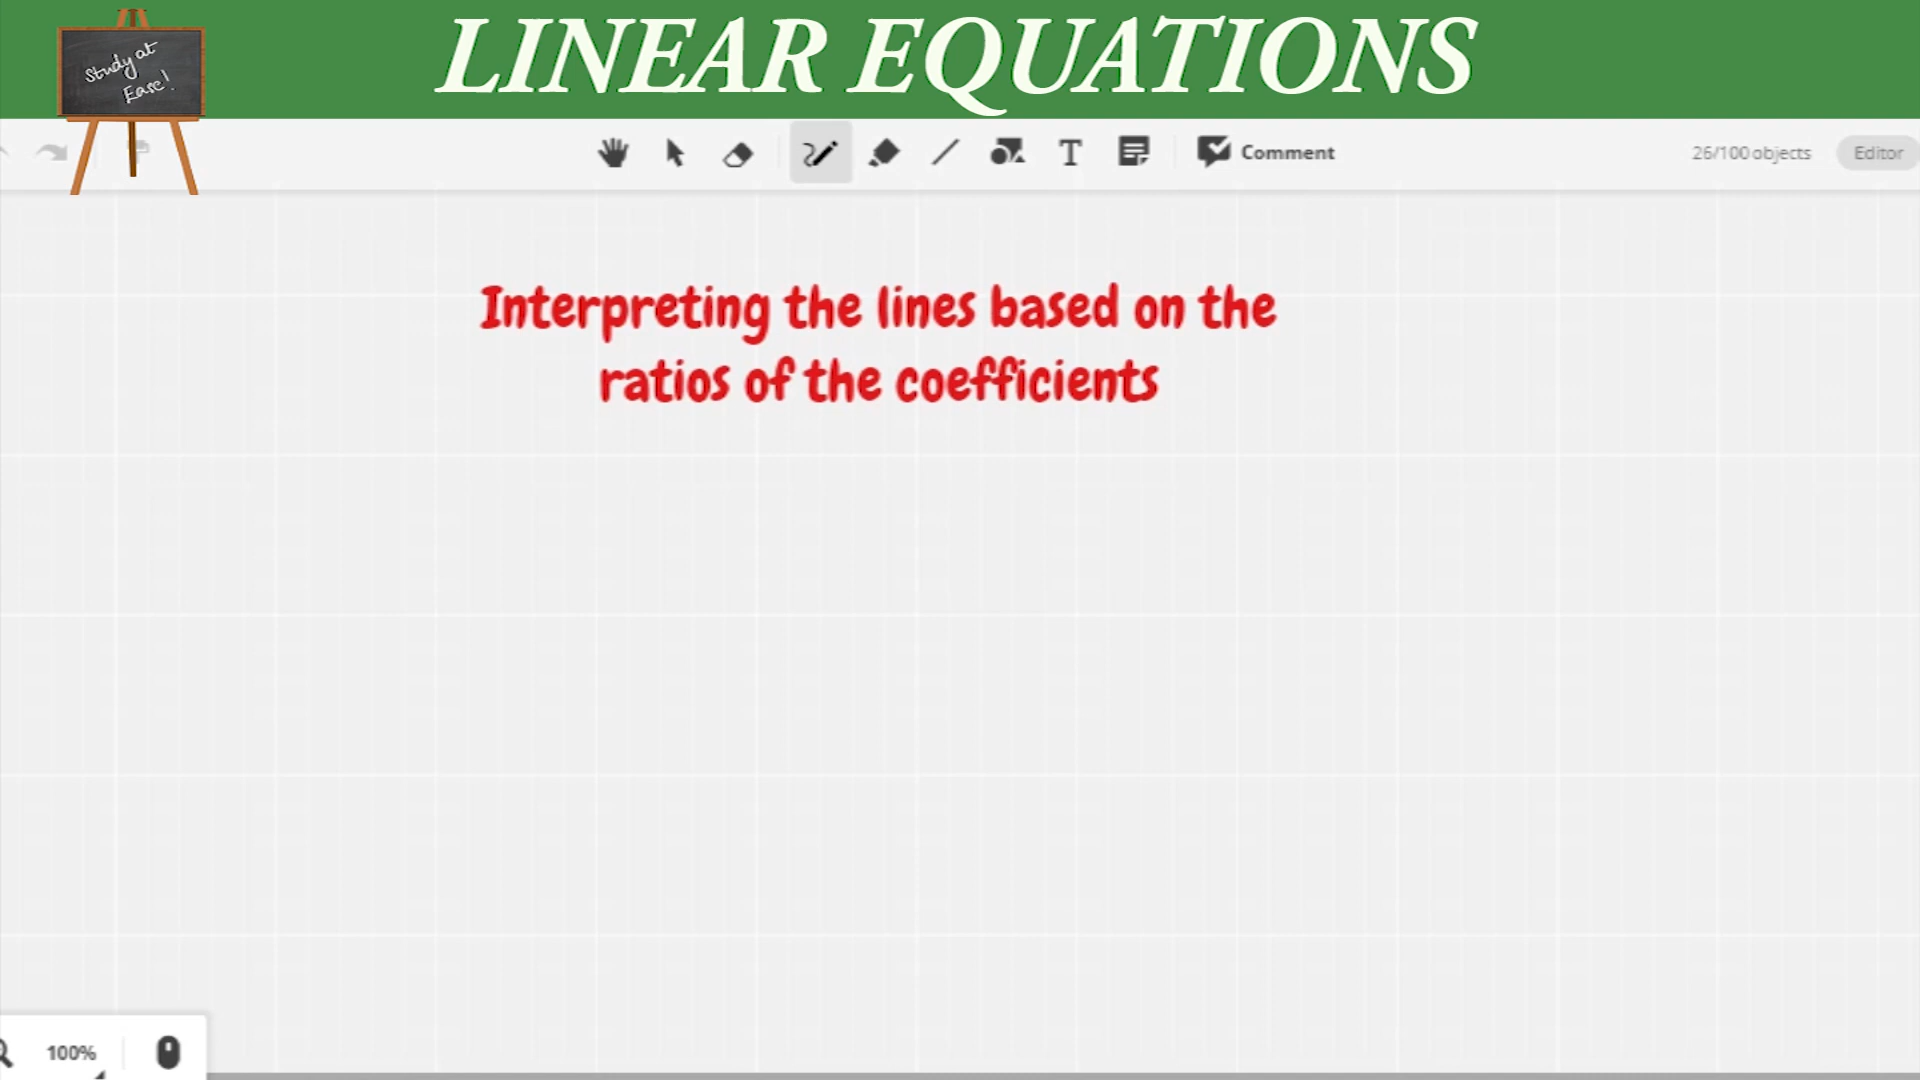 LINEAR EQUATIONS
Study at
Ease!
Comment
26/100 objects
Editor
Interpreting the lines based on the
ratios of the coefficients
100%